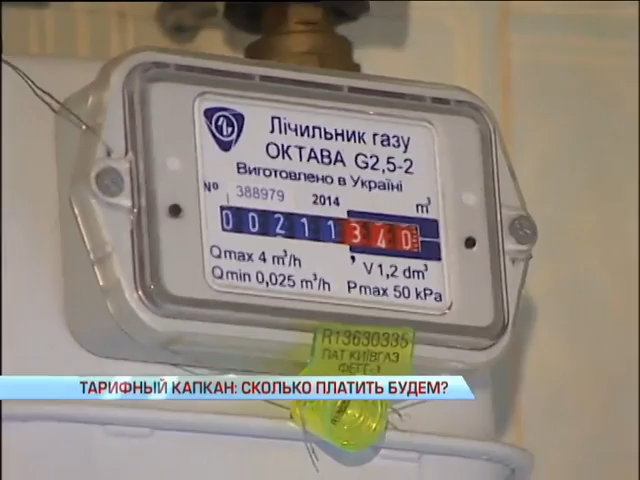 Лічильник газу
ОКТАВА G2,5-2
Виготовлено в Україні
№ 388979 2014 m³
00211340
Qmax 4 m³/h , V 1,2 dm³
Qmin 0,025 m³/h Pmax 50 kPa
R13630335
ПАТ КИЇВГАЗ
ТАРИФНЫЙ КАПКАН: СКОЛЬКО ПЛАТИТЬ БУДЕМ?